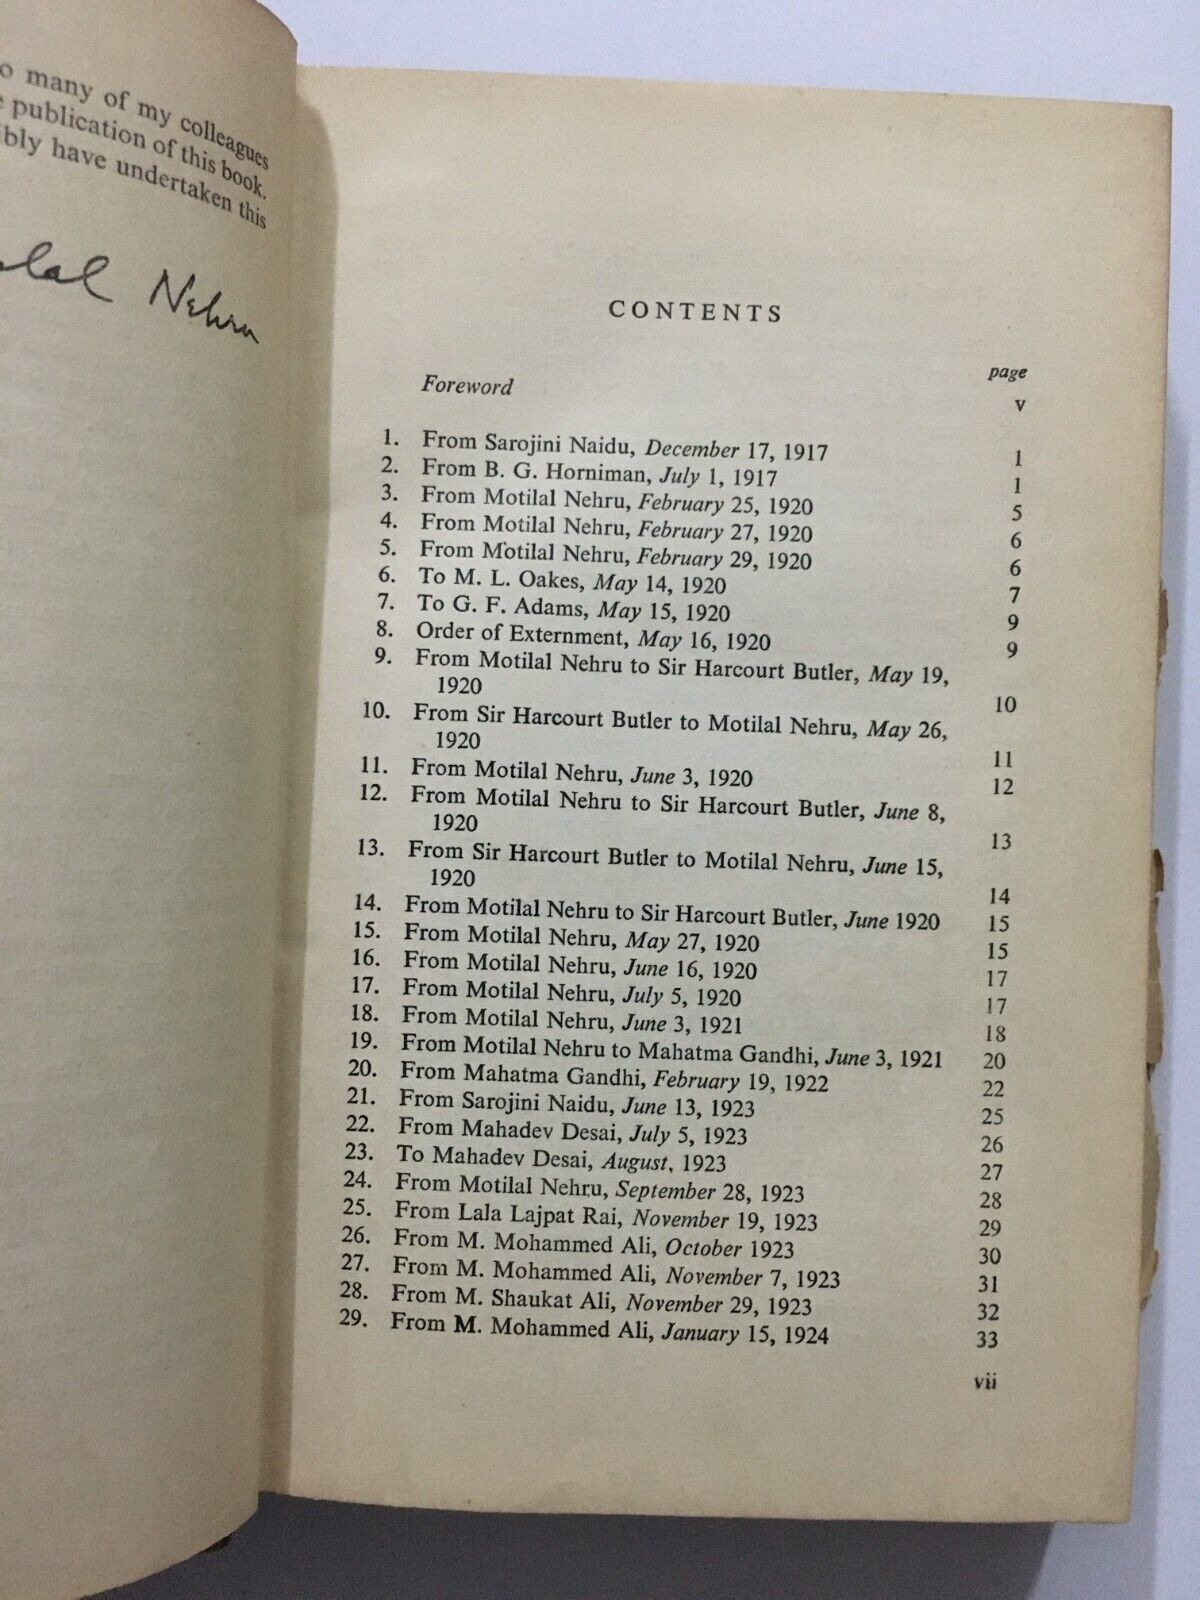 o many of my colleagues
publication of this book.
ibly have undertaken this
lal Nehru
CONTENTS
page
Foreword
v
1. From Sarojini Naidu, December 17, 1917 1
2. From B. G. Horniman, July 1, 1917 1
3. From Motilal Nehru, February 25, 1920 5
4. From Motilal Nehru, February 27, 1920 6
5. From Motilal Nehru, February 29, 1920 6
6. To M. L. Oakes, May 14, 1920 7
7. To G. F. Adams, May 15, 1920 9
8. Order of Externment, May 16, 1920 9
9. From Motilal Nehru to Sir Harcourt Butler, May 19,
1920 10
10. From Sir Harcourt Butler to Motilal Nehru, May 26,
1920 11
11. From Motilal Nehru, June 3, 1920 12
12. From Motilal Nehru to Sir Harcourt Butler, June 8,
1920 13
13. From Sir Harcourt Butler to Motilal Nehru, June 15,
1920 14
14. From Motilal Nehru to Sir Harcourt Butler, June 1920 15
15. From Motilal Nehru, May 27, 1920 15
16. From Motilal Nehru, June 16, 1920 17
17. From Motilal Nehru, July 5, 1920 17
18. From Motilal Nehru, June 3, 1921 18
19. From Motilal Nehru to Mahatma Gandhi, June 3, 1921 20
20. From Mahatma Gandhi, February 19, 1922 22
21. From Sarojini Naidu, June 13, 1923 25
22. From Mahadev Desai, July 5, 1923 26
23. To Mahadev Desai, August, 1923 27
24. From Motilal Nehru, September 28, 1923 28
25. From Lala Lajpat Rai, November 19, 1923 29
26. From M. Mohammed Ali, October 1923 30
27. From M. Mohammed Ali, November 7, 1923 31
28. From M. Shaukat Ali, November 29, 1923 32
29. From M. Mohammed Ali, January 15, 1924 33
vii